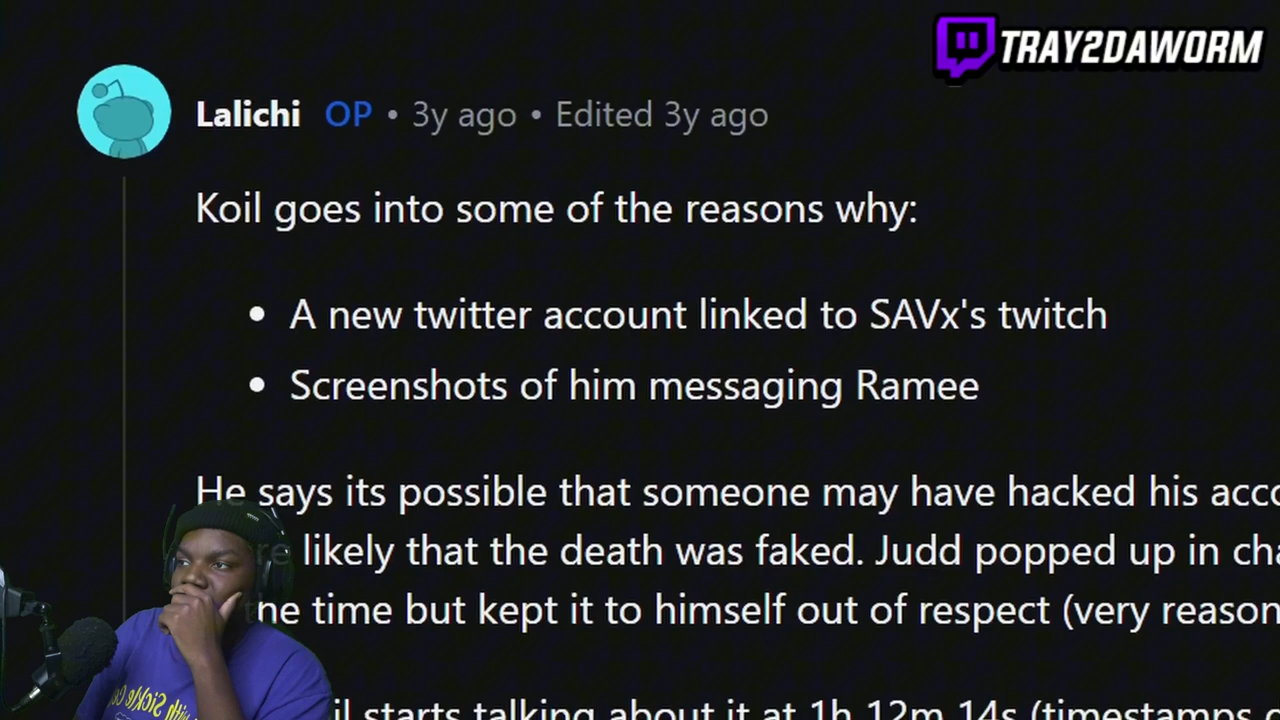 TRAY2DAWORM
Lalichi OP • 3y ago • Edited 3y ago
Koil goes into some of the reasons why:
• A new twitter account linked to SAVx's twitch
• Screenshots of him messaging Ramee
He says its possible that someone may have hacked his acco
likely that the death was faked. Judd popped up in cha
the time but kept it to himself out of respect (very reason
starts talking about it at 1h 12m 14s (timestamps
with Sickle Ce